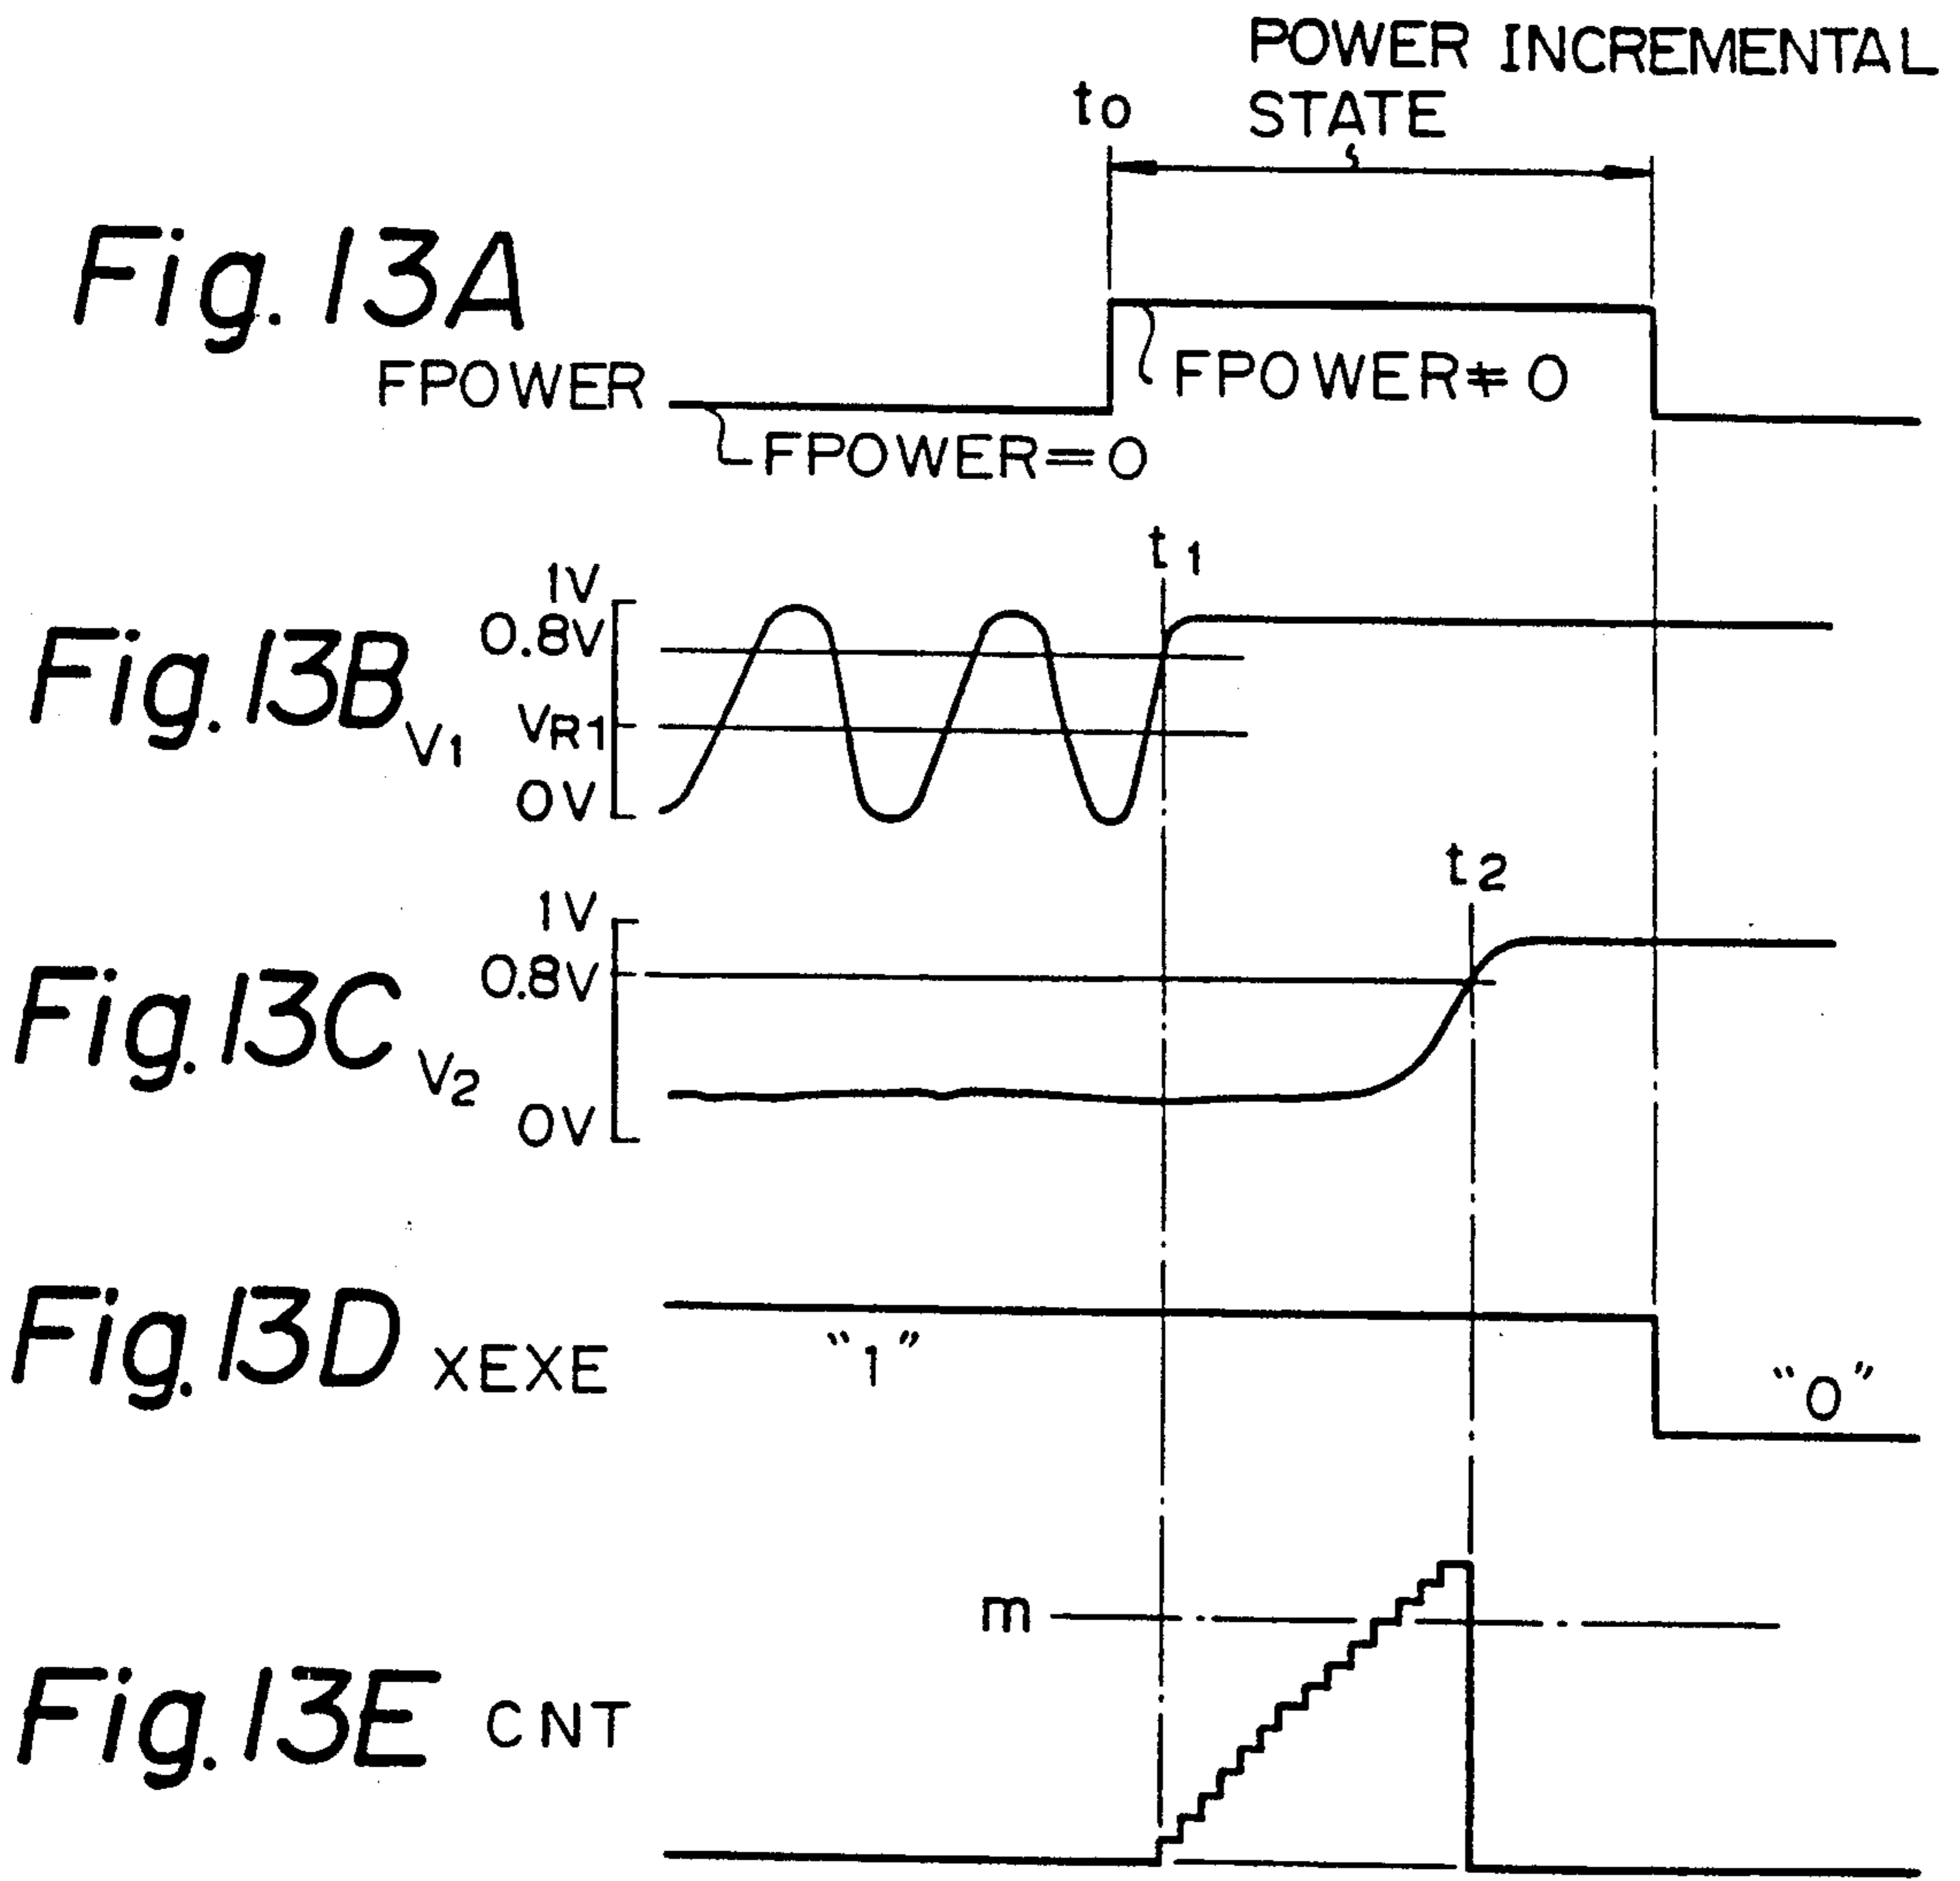 POWER INCREMENTAL
STATE
to
Fig. 13A
FPOWER
FPOWER≠0
FPOWER=0
t1
1V
0.8V
Fig. 13B
V1
VR1
0V
t2
1V
0.8V
Fig. 13C
V2
0V
Fig. 13D
XEXE
"1"
"0"
m
Fig. 13E
CNT